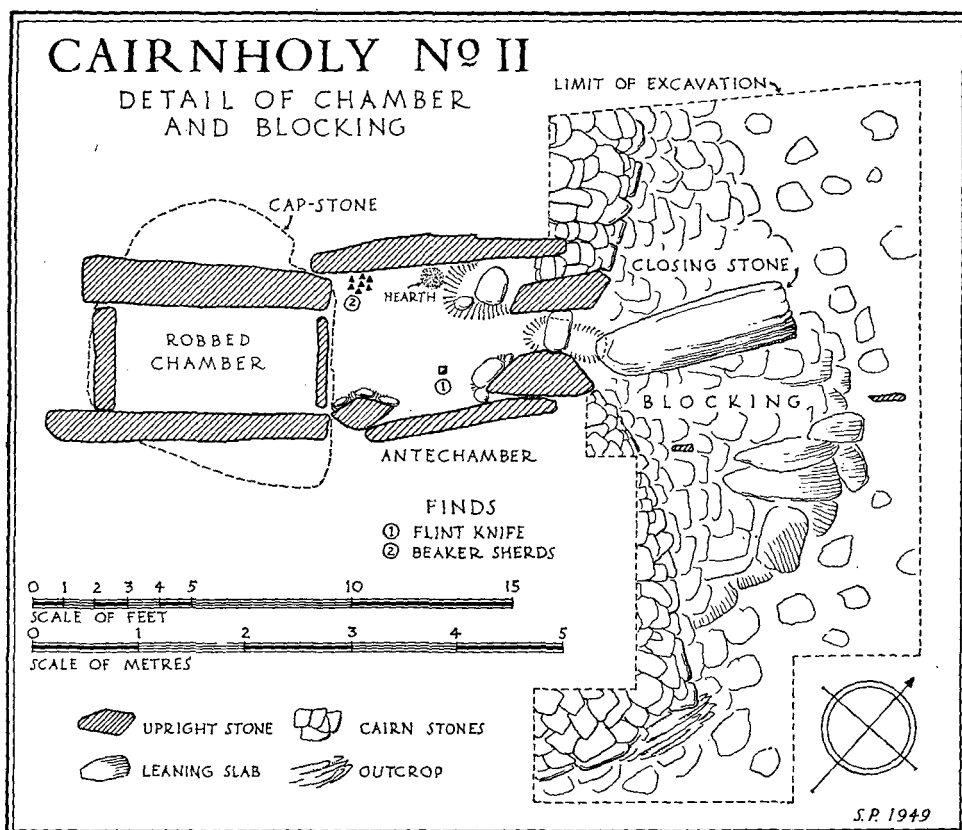 CAIRNHOLY Nº II
DETAIL OF CHAMBER
AND BLOCKING
LIMIT OF EXCAVATION
CAP-STONE
CLOSING STONE
HEARTH
②
ROBBED
CHAMBER
①
BLOCKING
ANTECHAMBER
FINDS
① FLINT KNIFE
② BEAKER SHERDS
0 1 2 3 4 5 10 15
SCALE OF FEET
0 1 2 3 4 5
SCALE OF METRES
UPRIGHT STONE
CAIRN STONES
LEANING SLAB
OUTCROP
S.P. 1949